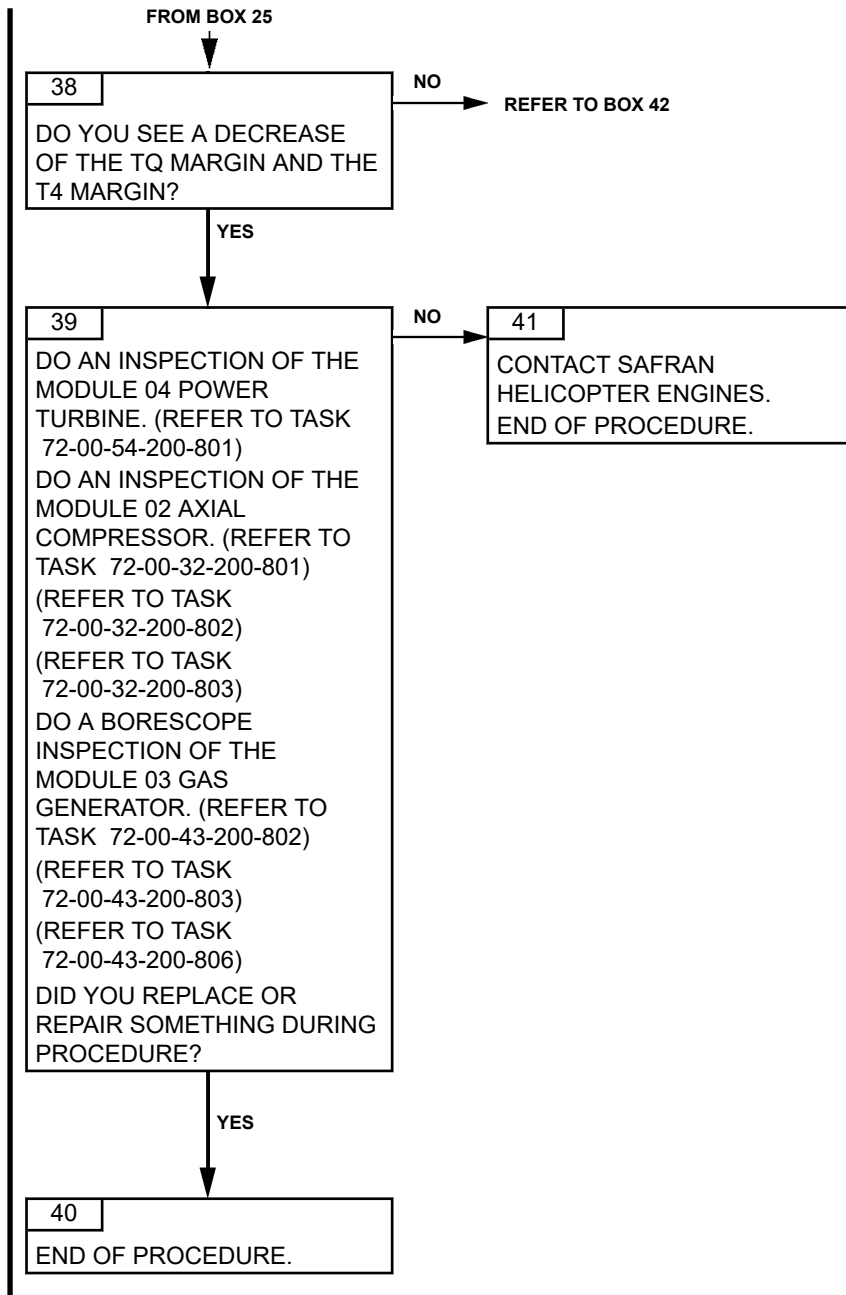 FROM BOX 25
38
NO
REFER TO BOX 42
DO YOU SEE A DECREASE
OF THE TQ MARGIN AND THE
T4 MARGIN?
YES
39
NO
41
DO AN INSPECTION OF THE
MODULE 04 POWER
TURBINE. (REFER TO TASK
72-00-54-200-801)
DO AN INSPECTION OF THE
MODULE 02 AXIAL
COMPRESSOR. (REFER TO
TASK 72-00-32-200-801)
(REFER TO TASK
72-00-32-200-802)
(REFER TO TASK
72-00-32-200-803)
DO A BORESCOPE
INSPECTION OF THE
MODULE 03 GAS
GENERATOR. (REFER TO
TASK 72-00-43-200-802)
(REFER TO TASK
72-00-43-200-803)
(REFER TO TASK
72-00-43-200-806)
DID YOU REPLACE OR
REPAIR SOMETHING DURING
PROCEDURE?
CONTACT SAFRAN
HELICOPTER ENGINES.
END OF PROCEDURE.
YES
40
END OF PROCEDURE.